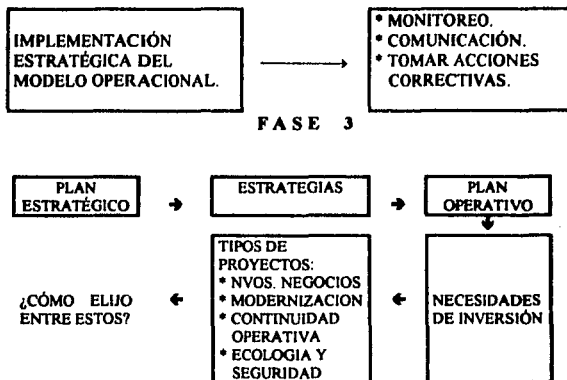 IMPLEMENTACIÓN
ESTRATÉGICA DEL
MODELO OPERACIONAL.
* MONITOREO.
* COMUNICACIÓN.
* TOMAR ACCIONES
CORRECTIVAS.
FASE 3
PLAN
ESTRATÉGICO
ESTRATEGIAS
PLAN
OPERATIVO
TIPOS DE
PROYECTOS:
* NVOS. NEGOCIOS
* MODERNIZACION
* CONTINUIDAD
OPERATIVA
* ECOLOGIA Y
SEGURIDAD
¿CÓMO ELIJO
ENTRE ESTOS?
NECESIDADES
DE INVERSIÓN